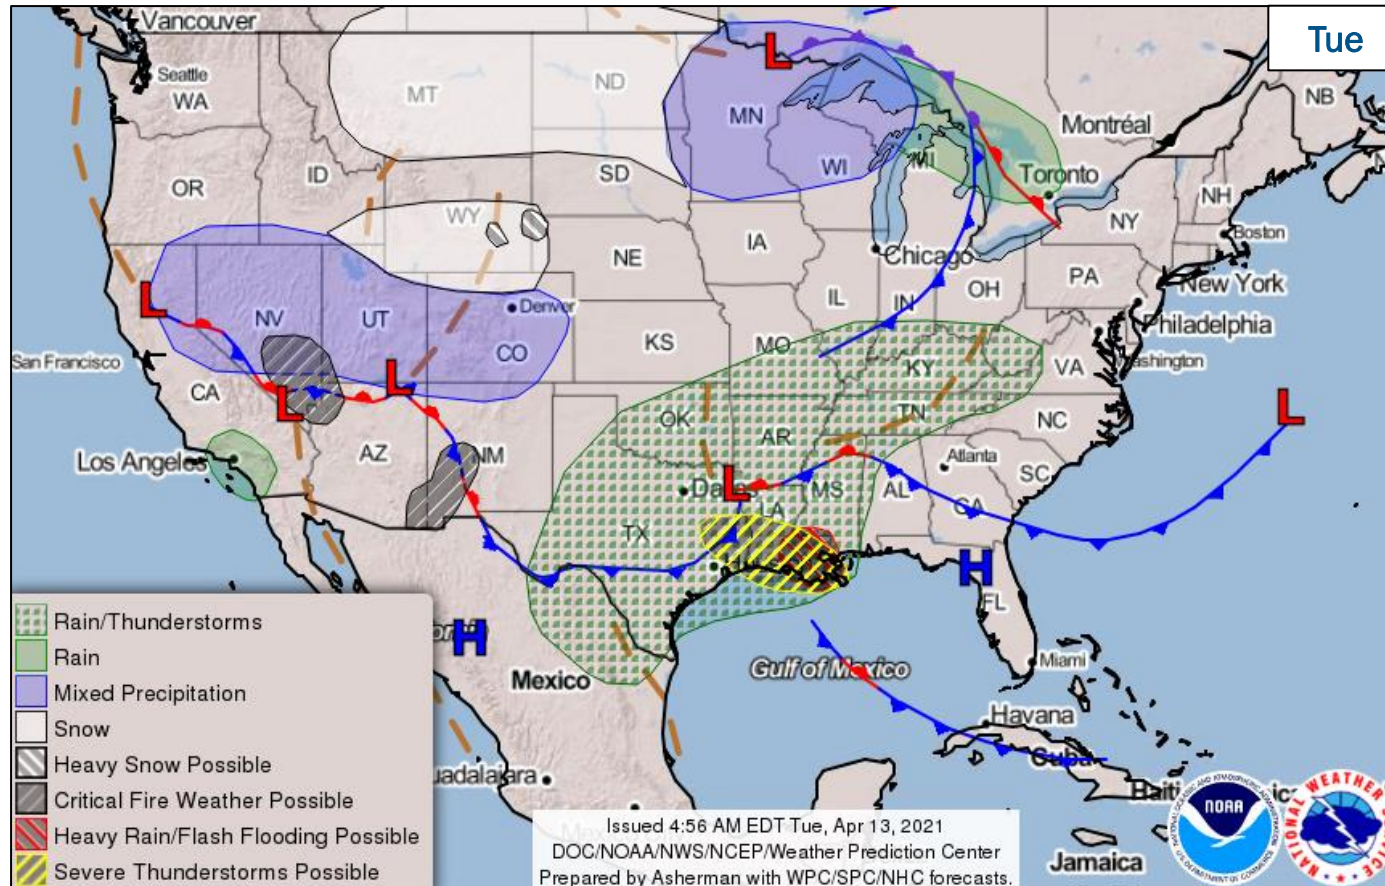 Tue
Vancouver
Seattle
WA
MT
ND
MN
NB
Montréal
OR
ID
SD
WI
MI
Toronto
NH
WY
NY
Boston
NE
IA
Chicago
PA
New York
IL
IN
OH
NV
UT
Denver
CO
KS
MO
Philadelphia
San Francisco
KY
VA
CA
L
L
L
L
L
L
OK
TN
NC
Los Angeles
AZ
NM
AR
Atlanta
SC
Dallas
MS
AL
GA
LA
TX
H
H
FL
Mexico
Gulf of Mexico
Miami
Havana
Cuba
Jamaica
Rain/Thunderstorms
Rain
Mixed Precipitation
Snow
Heavy Snow Possible
Critical Fire Weather Possible
Heavy Rain/Flash Flooding Possible
Severe Thunderstorms Possible
Issued 4:56 AM EDT Tue, Apr 13, 2021
DOC/NOAA/NWS/NCEP/Weather Prediction Center
Prepared by Asherman with WPC/SPC/NHC forecasts.
NOAA